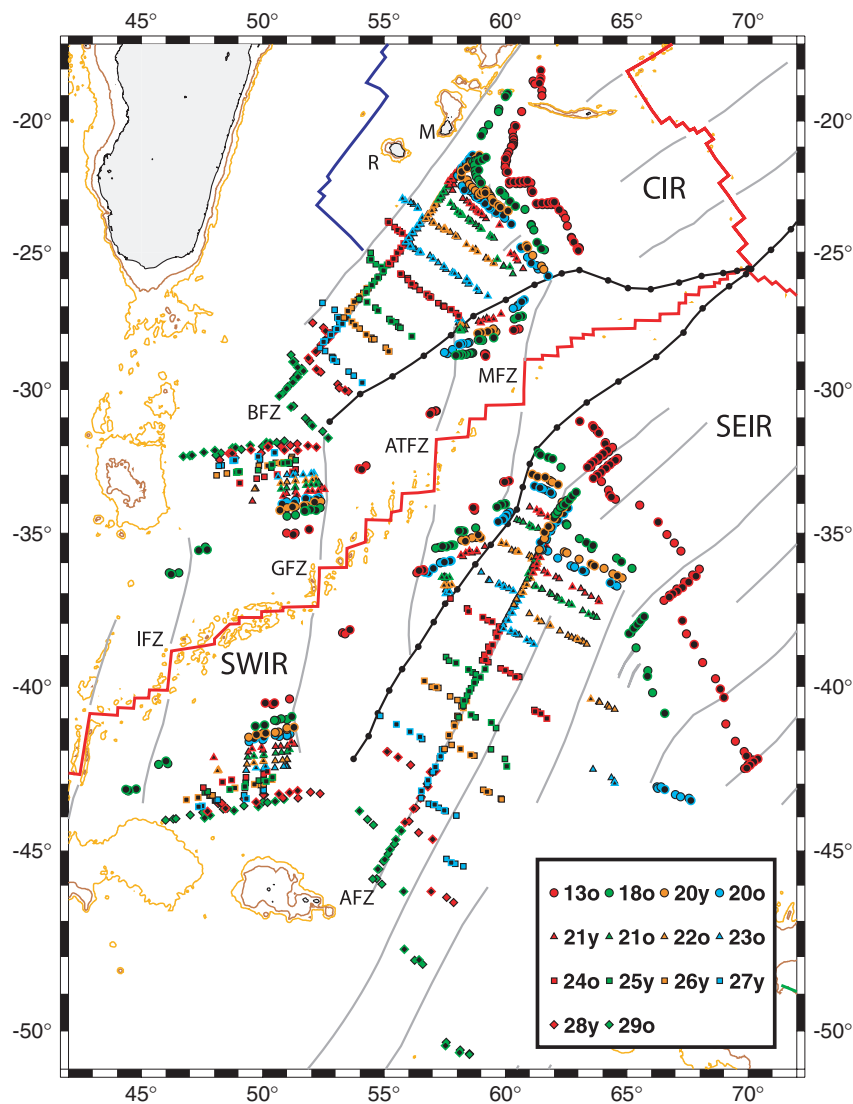 45° 50° 55° 60° 65° 70°
-20° -20°
M
R
CIR
-25° -25°
-30° -30°
MFZ
BFZ
SEIR
ATFZ
-35° -35°
GFZ
IFZ
SWIR
-40° -40°
-45° -45°
AFZ
13o 18o 20y 20o
21y 21o 22o 23o
24o 25y 26y 27y
28y 29o
-50° -50°
45° 50° 55° 60° 65° 70°